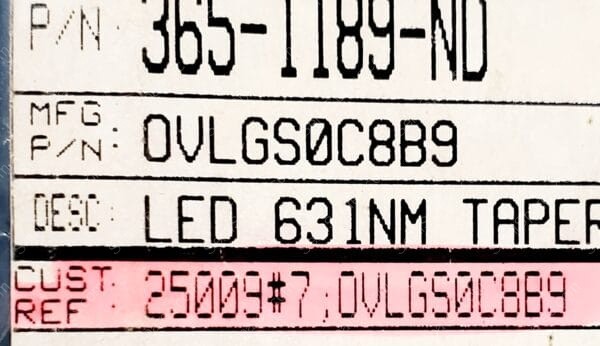 P/N: 365-1189-ND
MFG P/N: OVLGS0C8B9
DESC: LED 631NM TAPER
CUST REF: 25009#7;OVLGS0C8B9